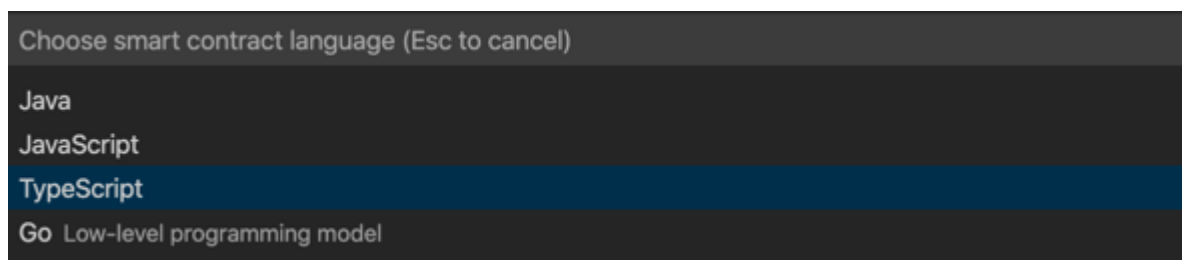 Choose smart contract language (Esc to cancel)
Java
JavaScript
TypeScript
Go Low-level programming model